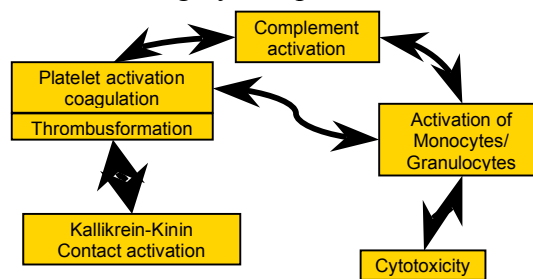 Complement
activation
Platelet activation
coagulation
Thrombusformation
Activation of
Monocytes/
Granulocytes
Kallikrein-Kinin
Contact activation
Cytotoxicity